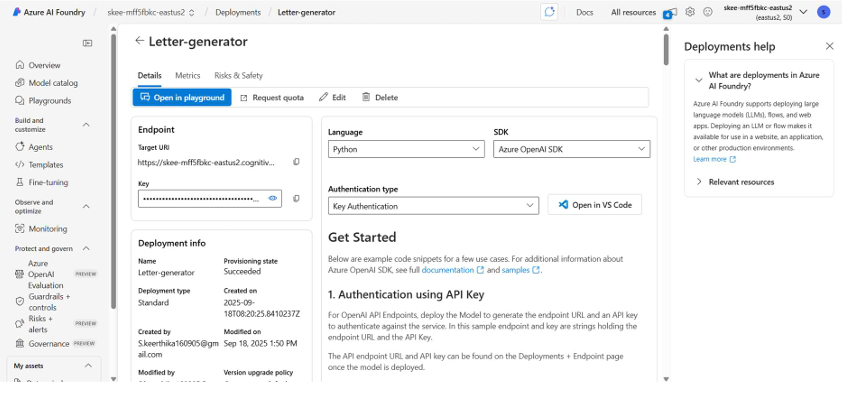 Azure AI Foundry / skee-mff5fbkc-eastus2 / Deployments / Letter-generator
Docs All resources 4 skee-mff5fbkc-eastus2
(eastus2, S0) S
Overview
Model catalog
Playgrounds
Build and
customize
Agents
Templates
Fine-tuning
Observe and
optimize
Monitoring
Protect and govern
Azure
OpenAI PREVIEW
Evaluation
Guardrails +
controls
Risks + PREVIEW
alerts
Governance PREVIEW
My assets
Letter-generator
Details Metrics Risks & Safety
Open in playground Request quota Edit Delete
Endpoint
Target URI
https://skee-mff5fbkc-eastus2.cognitiv...
Key
••••••••••••••••••••••••••••••••••...
Deployment info
Name
Letter-generator
Provisioning state
Succeeded
Deployment type
Standard
Created on
2025-09-
18T08:20:25.8410237Z
Created by
S.keerthika160905@gm
ail.com
Modified on
Sep 18, 2025 1:50 PM
Modified by
Version upgrade policy
Language
Python
SDK
Azure OpenAI SDK
Authentication type
Key Authentication
Open in VS Code
Get Started
Below are example code snippets for a few use cases. For additional information about
Azure OpenAI SDK, see full documentation and samples .
1. Authentication using API Key
For OpenAI API Endpoints, deploy the Model to generate the endpoint URL and an API key
to authenticate against the service. In this sample endpoint and key are strings holding the
endpoint URL and the API Key.
The API endpoint URL and API key can be found on the Deployments + Endpoint page
once the model is deployed.
Deployments help
What are deployments in Azure
AI Foundry?
Azure AI Foundry supports deploying large
language models (LLMs), flows, and web
apps. Deploying an LLM or flow makes it
available for use in a website, an application,
or other production environments.
Learn more
Relevant resources